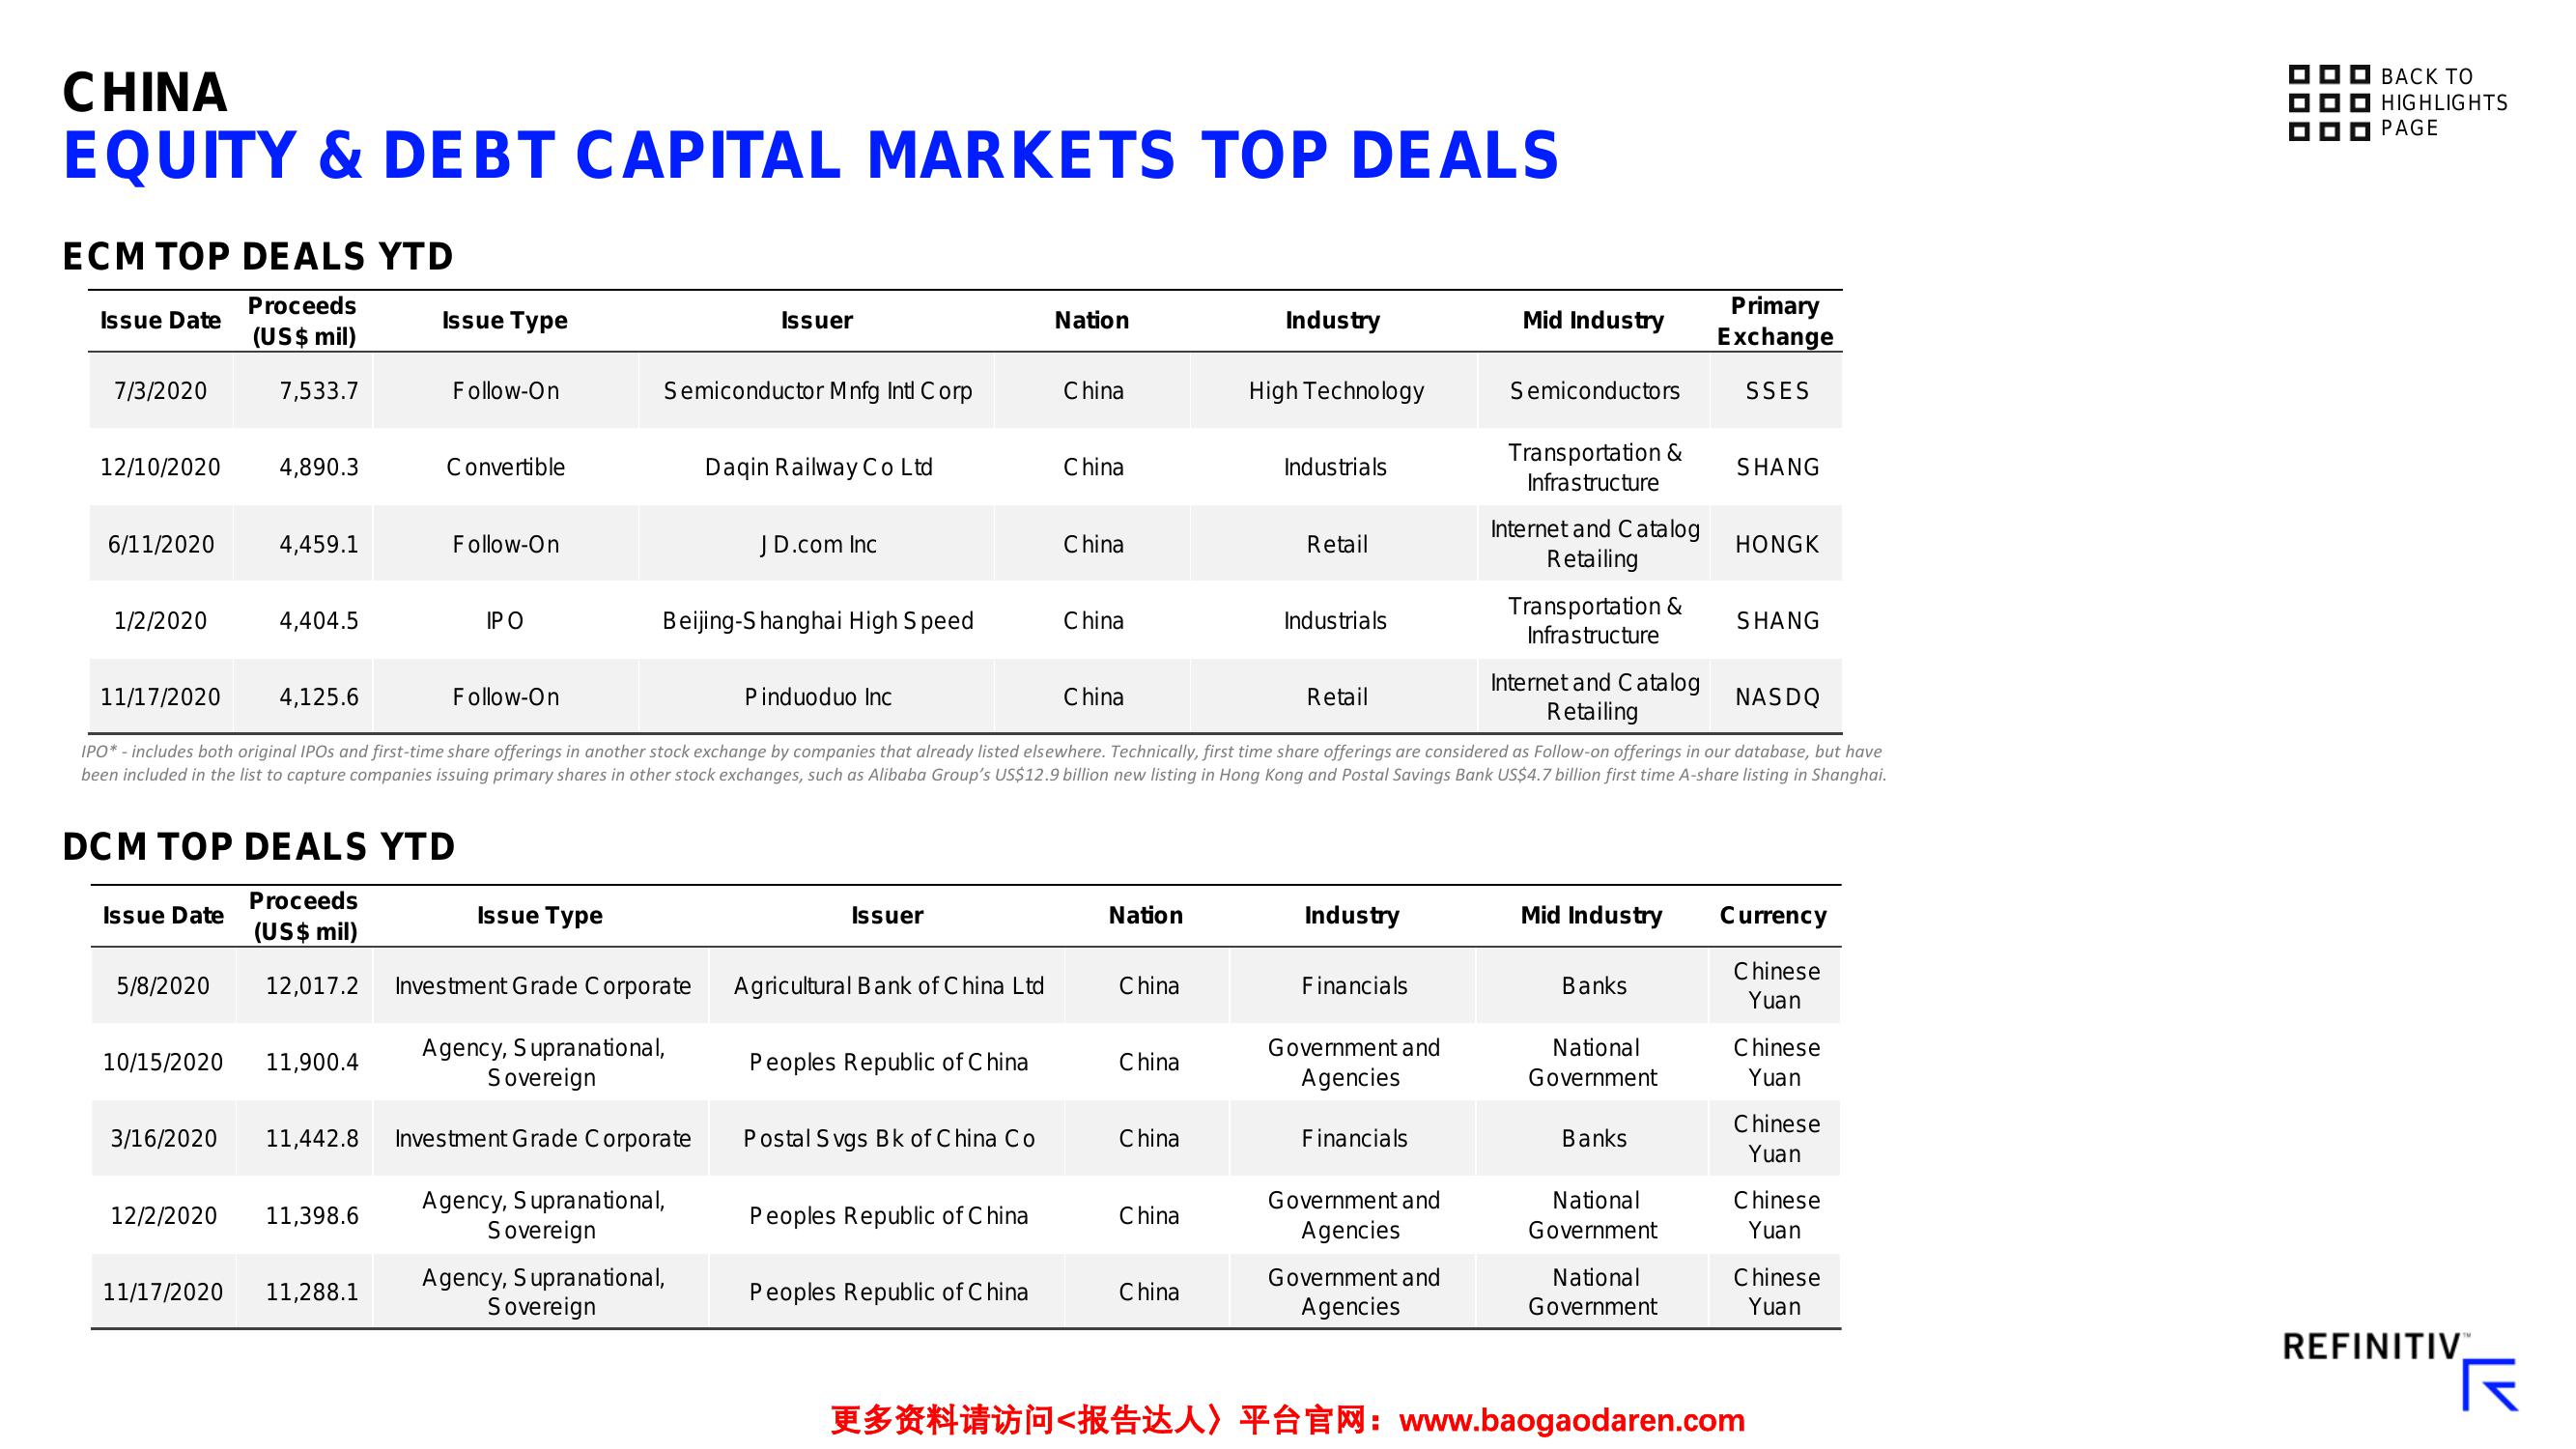 CHINA
EQUITY & DEBT CAPITAL MARKETS TOP DEALS
BACK TO
HIGHLIGHTS
PAGE
ECM TOP DEALS YTD
Issue Date Proceeds (US$ mil) Issue Type Issuer Nation Industry Mid Industry Primary Exchange
7/3/2020 7,533.7 Follow-On Semiconductor Mnfg Intl Corp China High Technology Semiconductors SSES
12/10/2020 4,890.3 Convertible Daqin Railway Co Ltd China Industrials Transportation & Infrastructure SHANG
6/11/2020 4,459.1 Follow-On JD.com Inc China Retail Internet and Catalog Retailing HONGK
1/2/2020 4,404.5 IPO Beijing-Shanghai High Speed China Industrials Transportation & Infrastructure SHANG
11/17/2020 4,125.6 Follow-On Pinduoduo Inc China Retail Internet and Catalog Retailing NASDQ
IPO* - includes both original IPOs and first-time share offerings in another stock exchange by companies that already listed elsewhere. Technically, first time share offerings are considered as Follow-on offerings in our database, but have
been included in the list to capture companies issuing primary shares in other stock exchanges, such as Alibaba Group’s US$12.9 billion new listing in Hong Kong and Postal Savings Bank US$4.7 billion first time A-share listing in Shanghai.
DCM TOP DEALS YTD
Issue Date Proceeds (US$ mil) Issue Type Issuer Nation Industry Mid Industry Currency
5/8/2020 12,017.2 Investment Grade Corporate Agricultural Bank of China Ltd China Financials Banks Chinese Yuan
10/15/2020 11,900.4 Agency, Supranational, Sovereign Peoples Republic of China China Government and Agencies National Government Chinese Yuan
3/16/2020 11,442.8 Investment Grade Corporate Postal Svgs Bk of China Co China Financials Banks Chinese Yuan
12/2/2020 11,398.6 Agency, Supranational, Sovereign Peoples Republic of China China Government and Agencies National Government Chinese Yuan
11/17/2020 11,288.1 Agency, Supranational, Sovereign Peoples Republic of China China Government and Agencies National Government Chinese Yuan
REFINITIV™
更多资料请访问<报告达人〉平台官网：www.baogaodaren.com